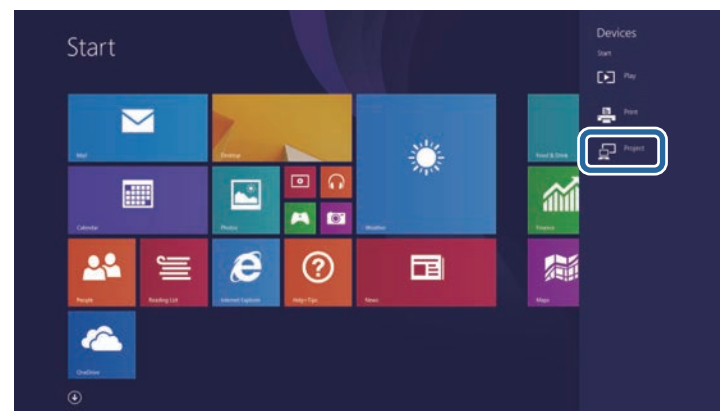 Start
Devices
Start
Play
Print
Project
Mail
Desktop
Calendar
Photos
Weather
Food & Drink
Finance
People
Reading List
Internet Explorer
Help+Tips
News
Maps
OneDrive